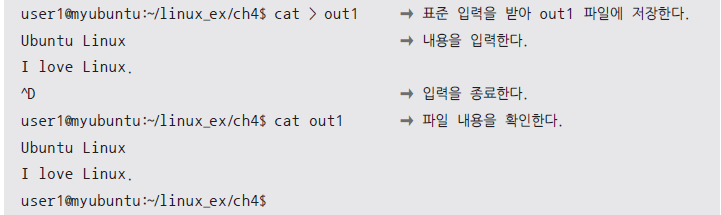 user1@myubuntu:~/linux_ex/ch4$ cat > out1 ➞ 표준 입력을 받아 out1 파일에 저장한다.
Ubuntu Linux ➞ 내용을 입력한다.
I love Linux.
^D ➞ 입력을 종료한다.
user1@myubuntu:~/linux_ex/ch4$ cat out1 ➞ 파일 내용을 확인한다.
Ubuntu Linux
I love Linux.
user1@myubuntu:~/linux_ex/ch4$